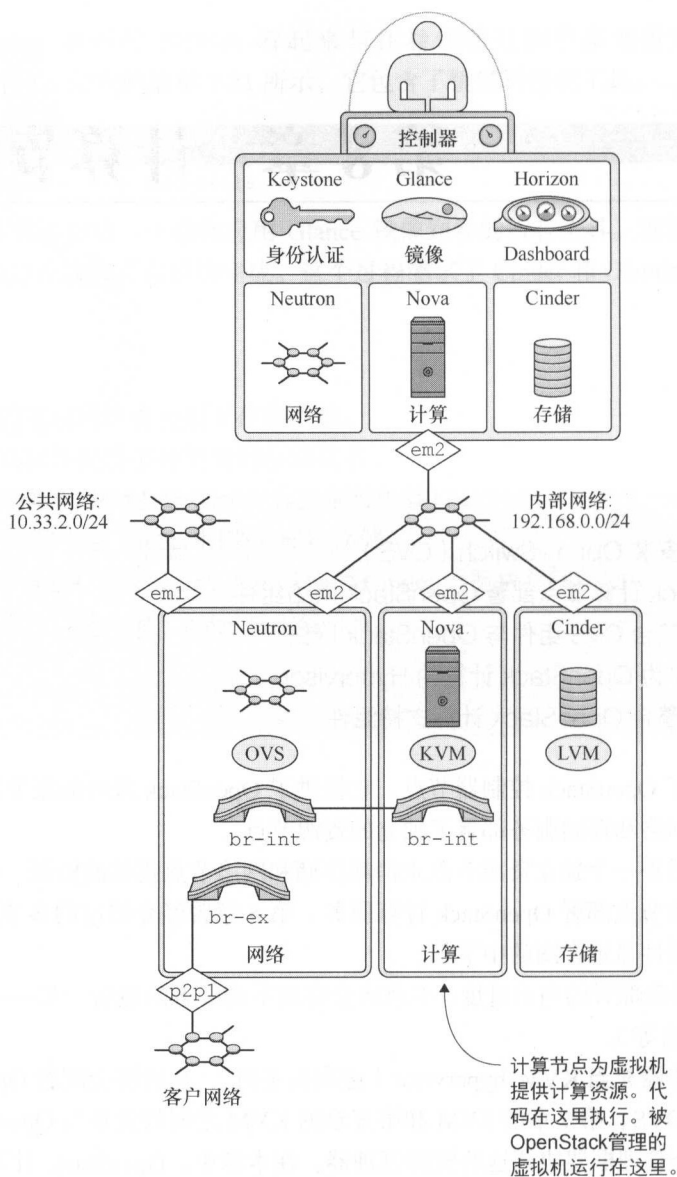 控制器
Keystone Glance Horizon
身份认证 镜像 Dashboard
Neutron Nova Cinder
网络 计算 存储
em2
公共网络:
10.33.2.0/24
内部网络:
192.168.0.0/24
em1 em2 em2 em2
Neutron Nova Cinder
OVS KVM LVM
br-int br-int
br-ex
网络 计算 存储
p2p1
客户网络
计算节点为虚拟机
提供计算资源。代
码在这里执行。被
OpenStack管理的
虚拟机运行在这里。